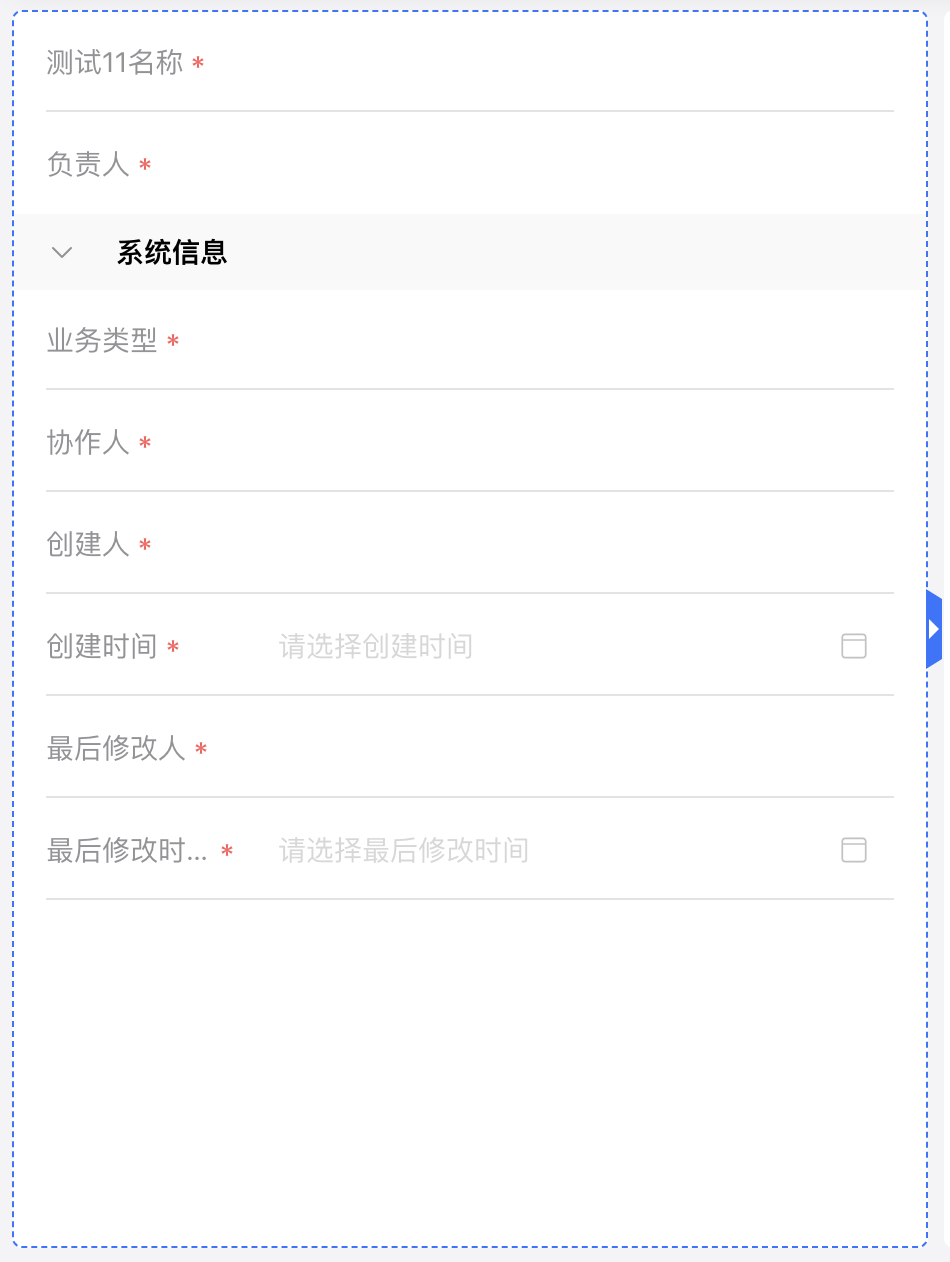 测试11名称 *
负责人 *
系统信息
业务类型 *
协作人 *
创建人 *
创建时间 * 请选择创建时间
最后修改人 *
最后修改时... * 请选择最后修改时间